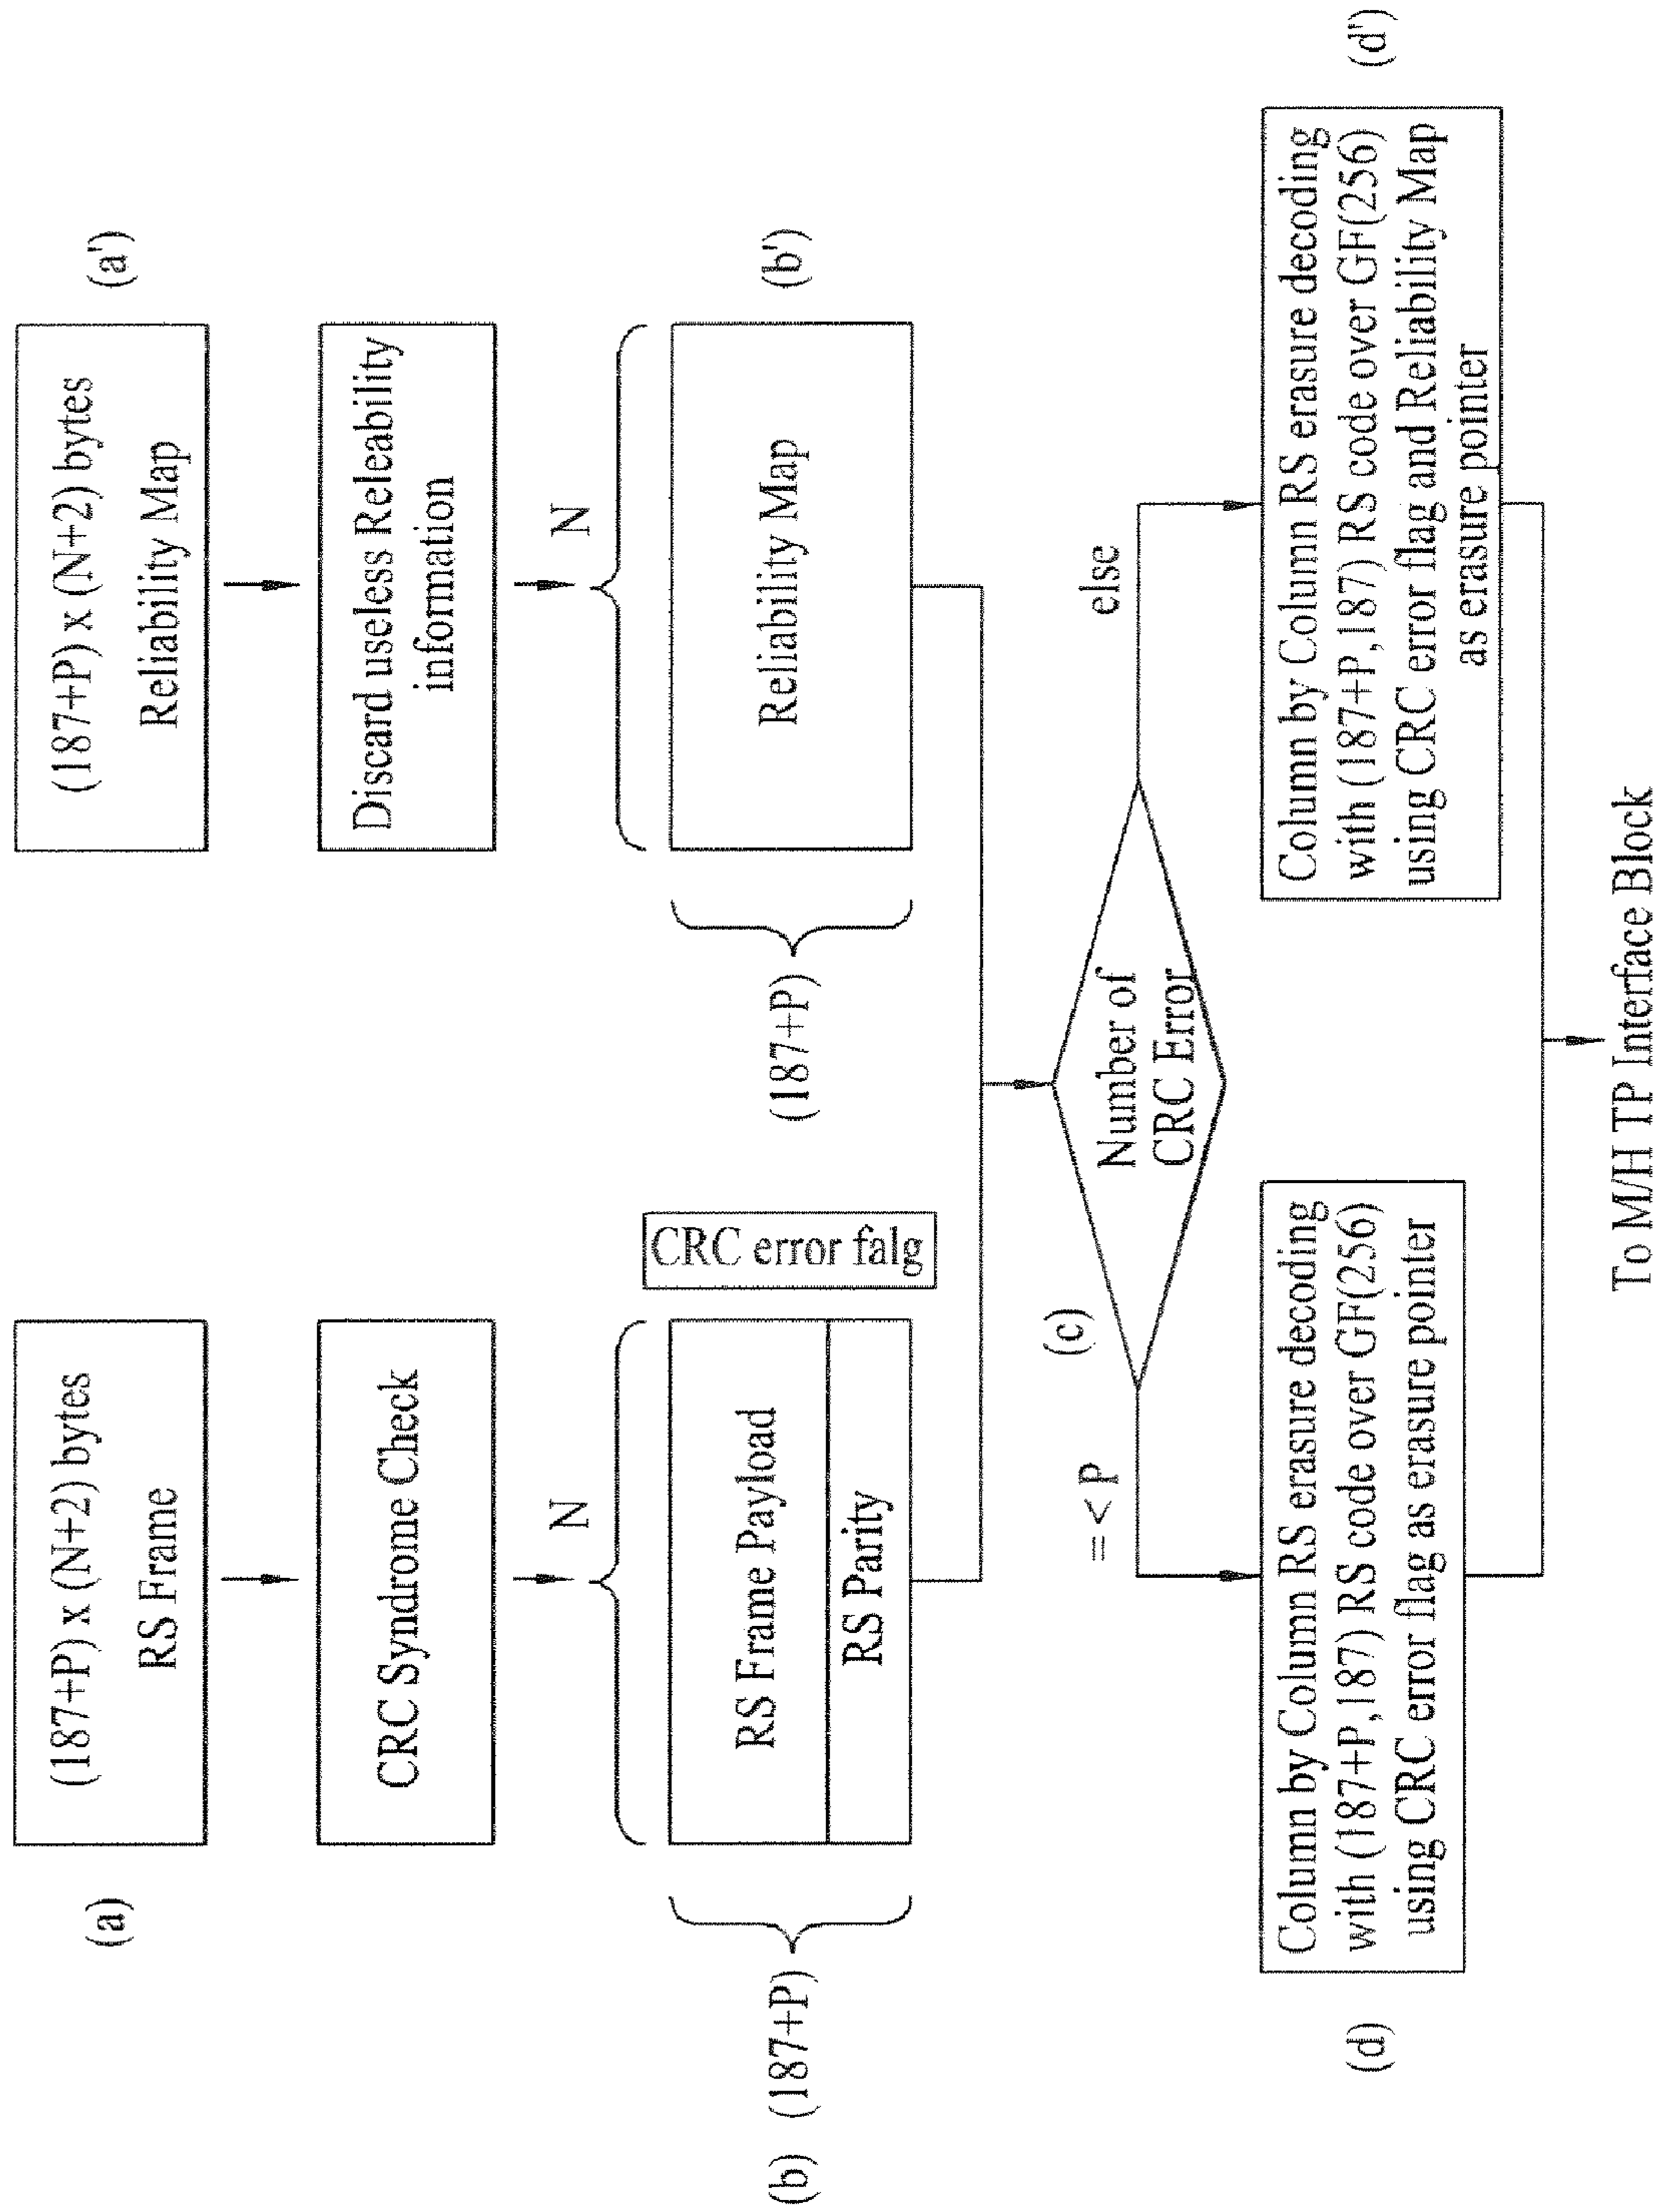 (a)
(187+P) x (N+2) bytes
RS Frame
(187+P) x (N+2) bytes
Reliability Map
(a')
CRC Syndrome Check
Discard useless Releability
information
N
N
(b)
(187+P)
RS Frame Payload
RS Parity
CRC error falg
(187+P)
Reliability Map
(b')
(c)
=<P
Number of
CRC Error
else
(d)
Column by Column RS erasure decoding
with (187+P,187) RS code over GF(256)
using CRC error flag as erasure pointer
Column by Column RS erasure decoding
with (187+P,187) RS code over GF(256)
using CRC error flag and Reliability Map
as erasure pointer
(d')
To M/H TP Interface Block